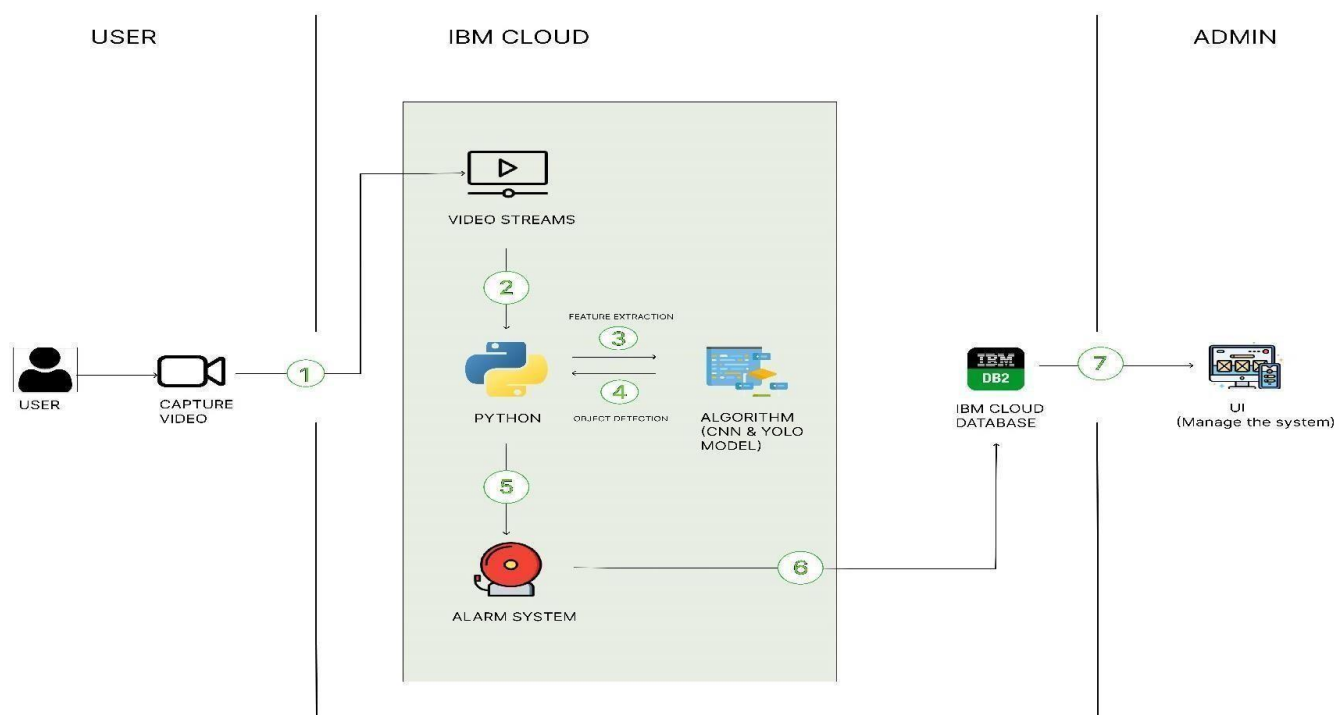 USER
IBM CLOUD
ADMIN
VIDEO STREAMS
2
FEATURE EXTRACTION
3
1
4
USER
CAPTURE
VIDEO
PYTHON
OBJECT DETECTION
ALGORITHM
(CNN & YOLO
MODEL)
IBM
DB2
IBM CLOUD
DATABASE
7
UI
(Manage the system)
5
6
ALARM SYSTEM